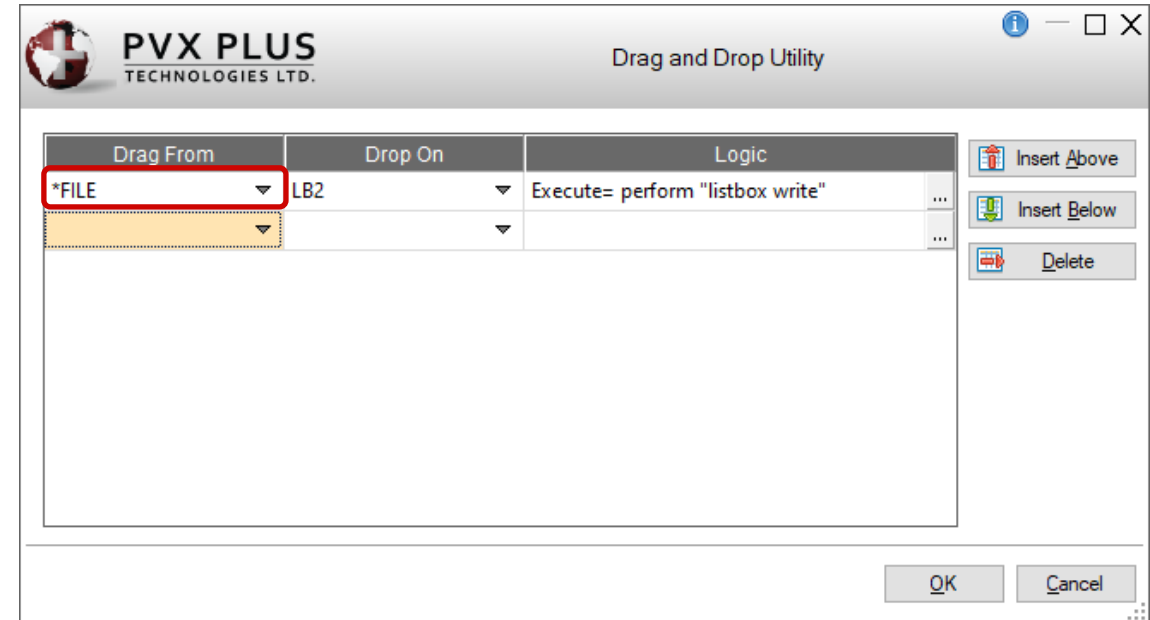 PVX PLUS
TECHNOLOGIES LTD.
Drag and Drop Utility
Drag From Drop On Logic
*FILE LB2 Execute= perform "listbox write" ...
...
Insert Above
Insert Below
Delete
OK Cancel